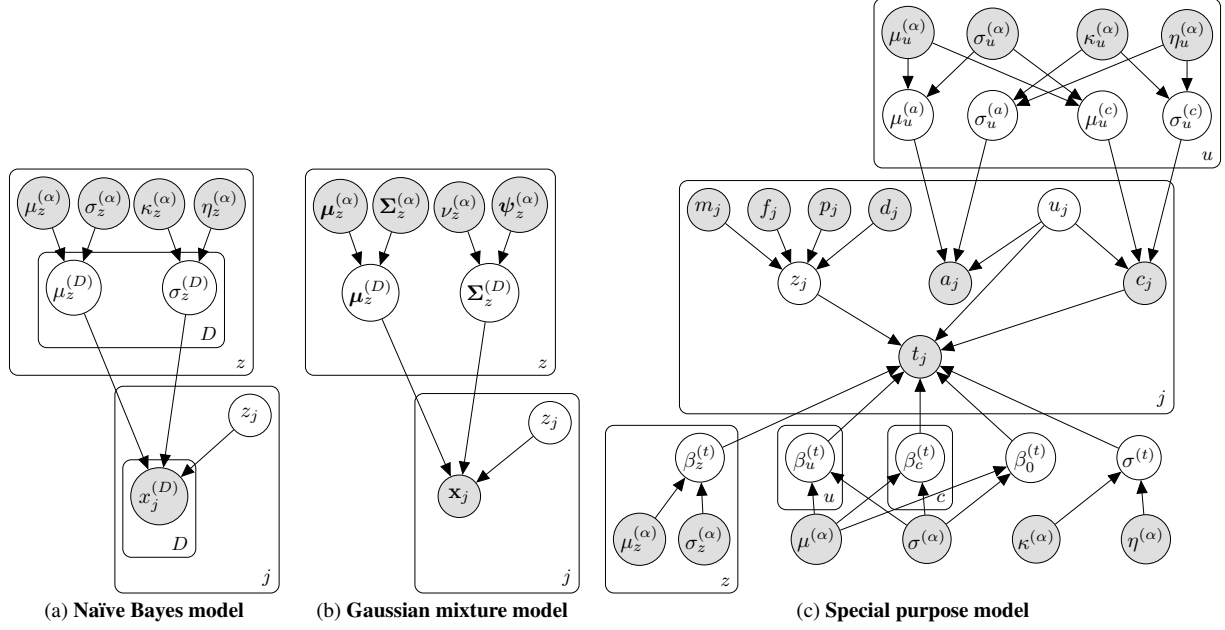 μ_u^(α) σ_u^(α) κ_u^(α) η_u^(α)
μ_u^(a) σ_u^(a) μ_u^(c) σ_u^(c)
u
μ_z^(α) σ_z^(α) κ_z^(α) η_z^(α)
μ_z^(D) σ_z^(D)
D
z
z_j
x_j^(D)
D
j
(a) Naïve Bayes model
μ_z^(α) Σ_z^(α) ν_z^(α) ψ_z^(α)
μ_z^(D) Σ_z^(D)
z
z_j
x_j
j
(b) Gaussian mixture model
m_j f_j p_j d_j u_j
z_j a_j c_j
t_j
j
β_z^(t) β_u^(t) β_c^(t) β_0^(t) σ^(t)
u c
μ_z^(α) σ_z^(α) μ^(α) σ^(α) κ^(α) η^(α)
z
(c) Special purpose model